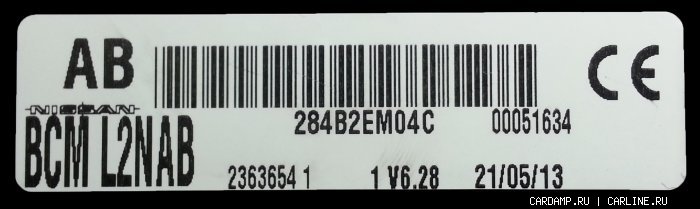 AB
NISSAN
284B2EM04C 00051634
BCM L2NAB
2363654 1 1 V6.28 21/05/13
CE
CARDAMP.RU | CARLINE.RU